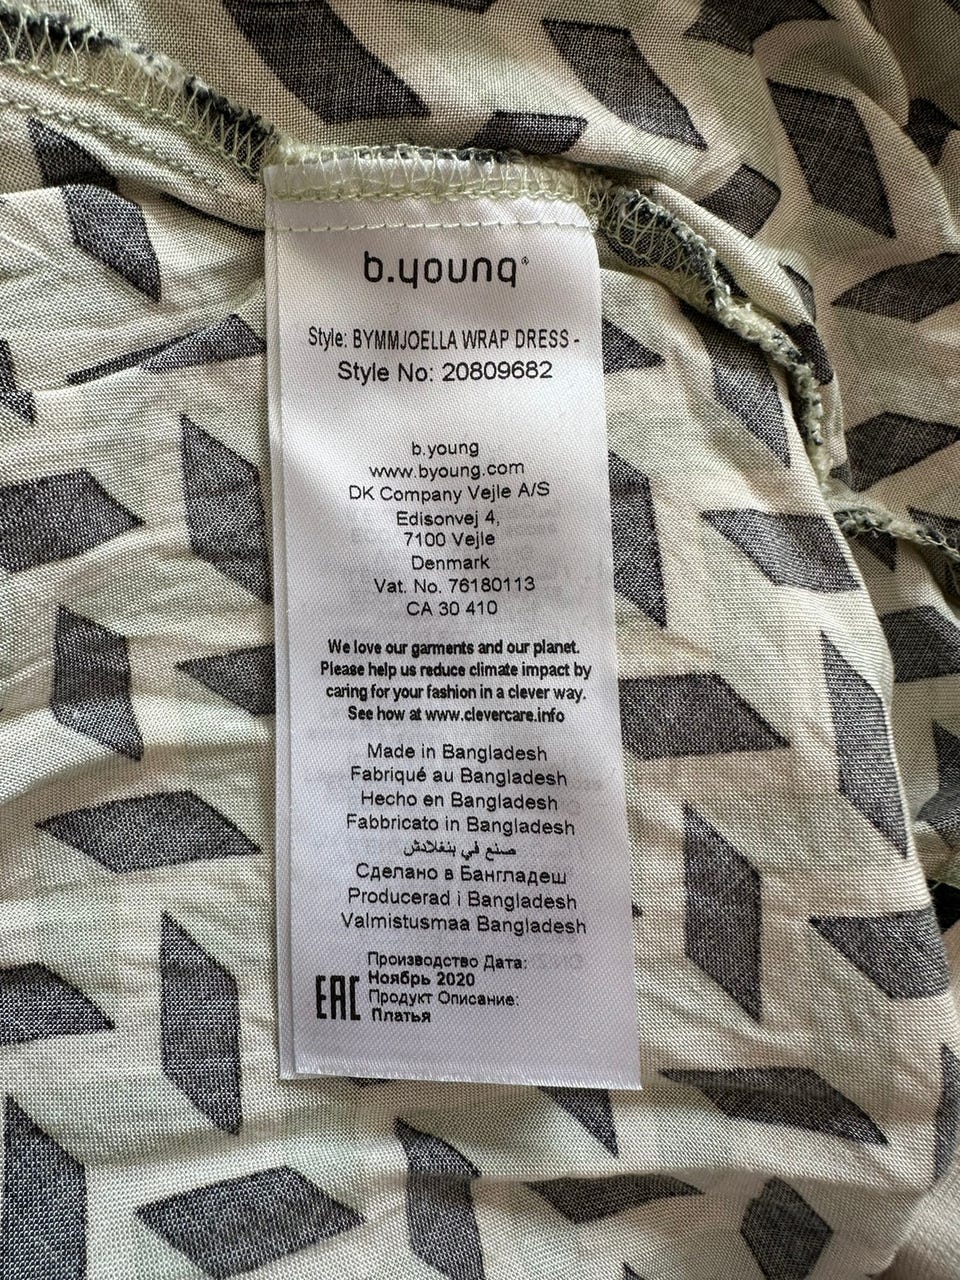 b.young®
Style: BYMMJOELLA WRAP DRESS -
Style No: 20809682
b.young
www.byoung.com
DK Company Vejle A/S
Edisonvej 4,
7100 Vejle
Denmark
Vat. No. 76180113
CA 30 410
We love our garments and our planet.
Please help us reduce climate impact by
caring for your fashion in a clever way.
See how at www.clevercare.info
Made in Bangladesh
Fabriqué au Bangladesh
Hecho en Bangladesh
Fabbricato in Bangladesh
صنع في بنغلادش
Сделано в Бангладеш
Producerad i Bangladesh
Valmistusmaa Bangladesh
Производство Дата:
Ноябрь 2020
EAC Продукт Описание:
Платья